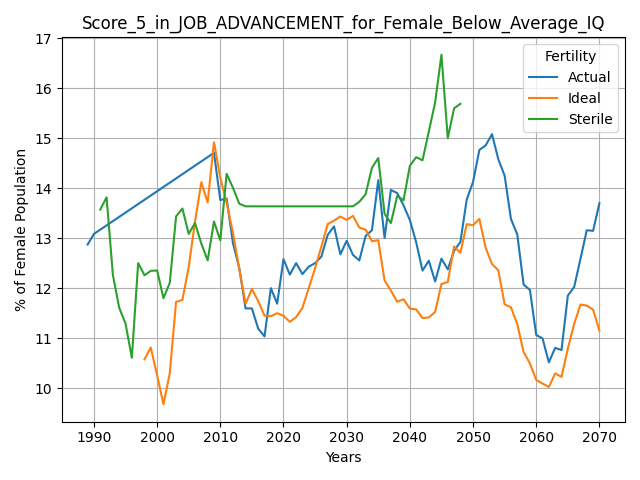 Score_5_in_JOB_ADVANCEMENT_for_Female_Below_Average_IQ
17
16
15
14
13
12
11
10
% of Female Population
Fertility
Actual
Ideal
Sterile
1990 2000 2010 2020 2030 2040 2050 2060 2070
Years